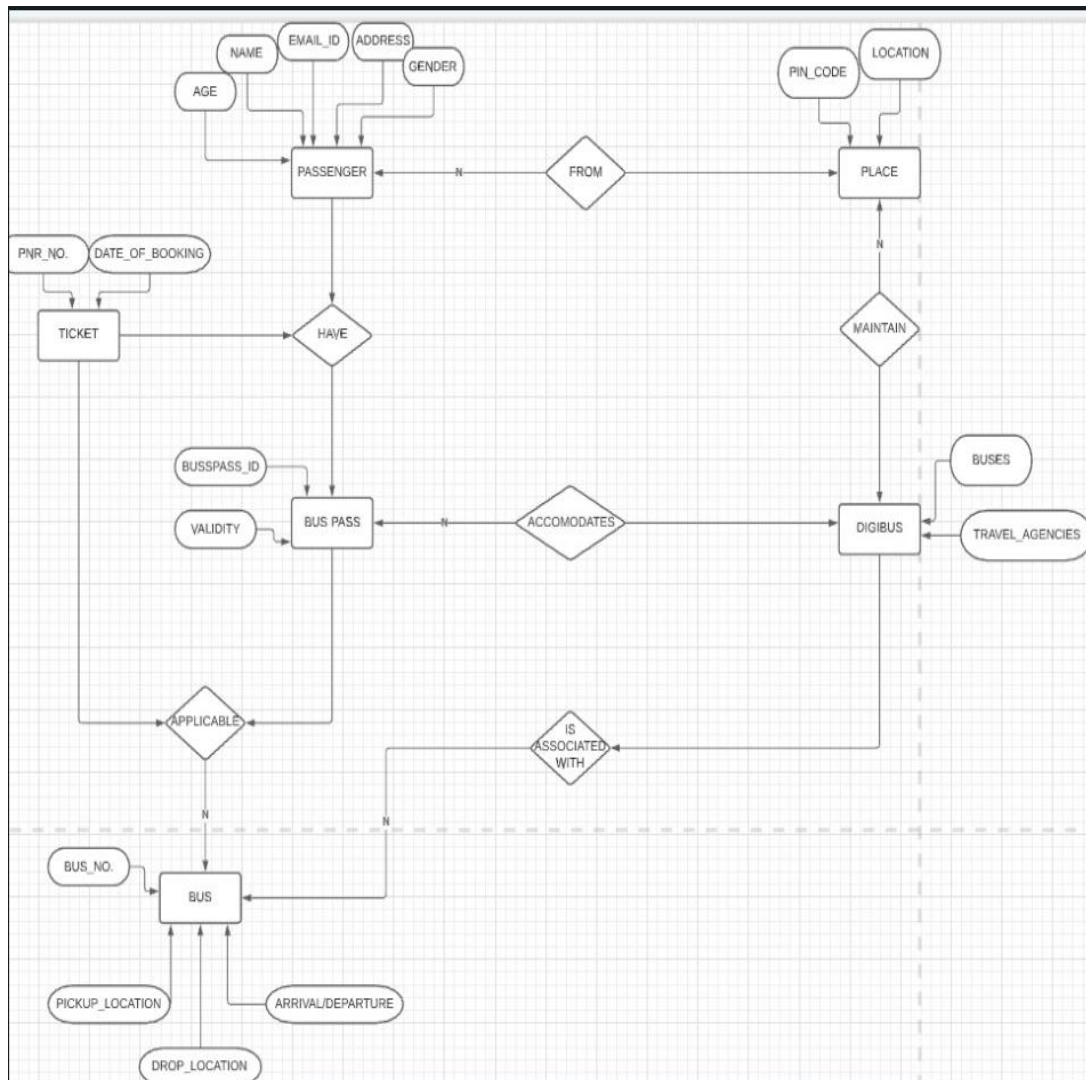 EMAIL_ID
ADDRESS
NAME
GENDER
AGE
LOCATION
PIN_CODE
PASSENGER
N
FROM
PLACE
PNR_NO.
DATE_OF_BOOKING
N
TICKET
HAVE
MAINTAIN
BUSSPASS_ID
BUSES
VALIDITY
BUS PASS
N
ACCOMODATES
DIGIBUS
TRAVEL_AGENCIES
APPLICABLE
IS
ASSOCIATED
WITH
N
N
BUS_NO.
BUS
PICKUP_LOCATION
ARRIVAL/DEPARTURE
DROP_LOCATION